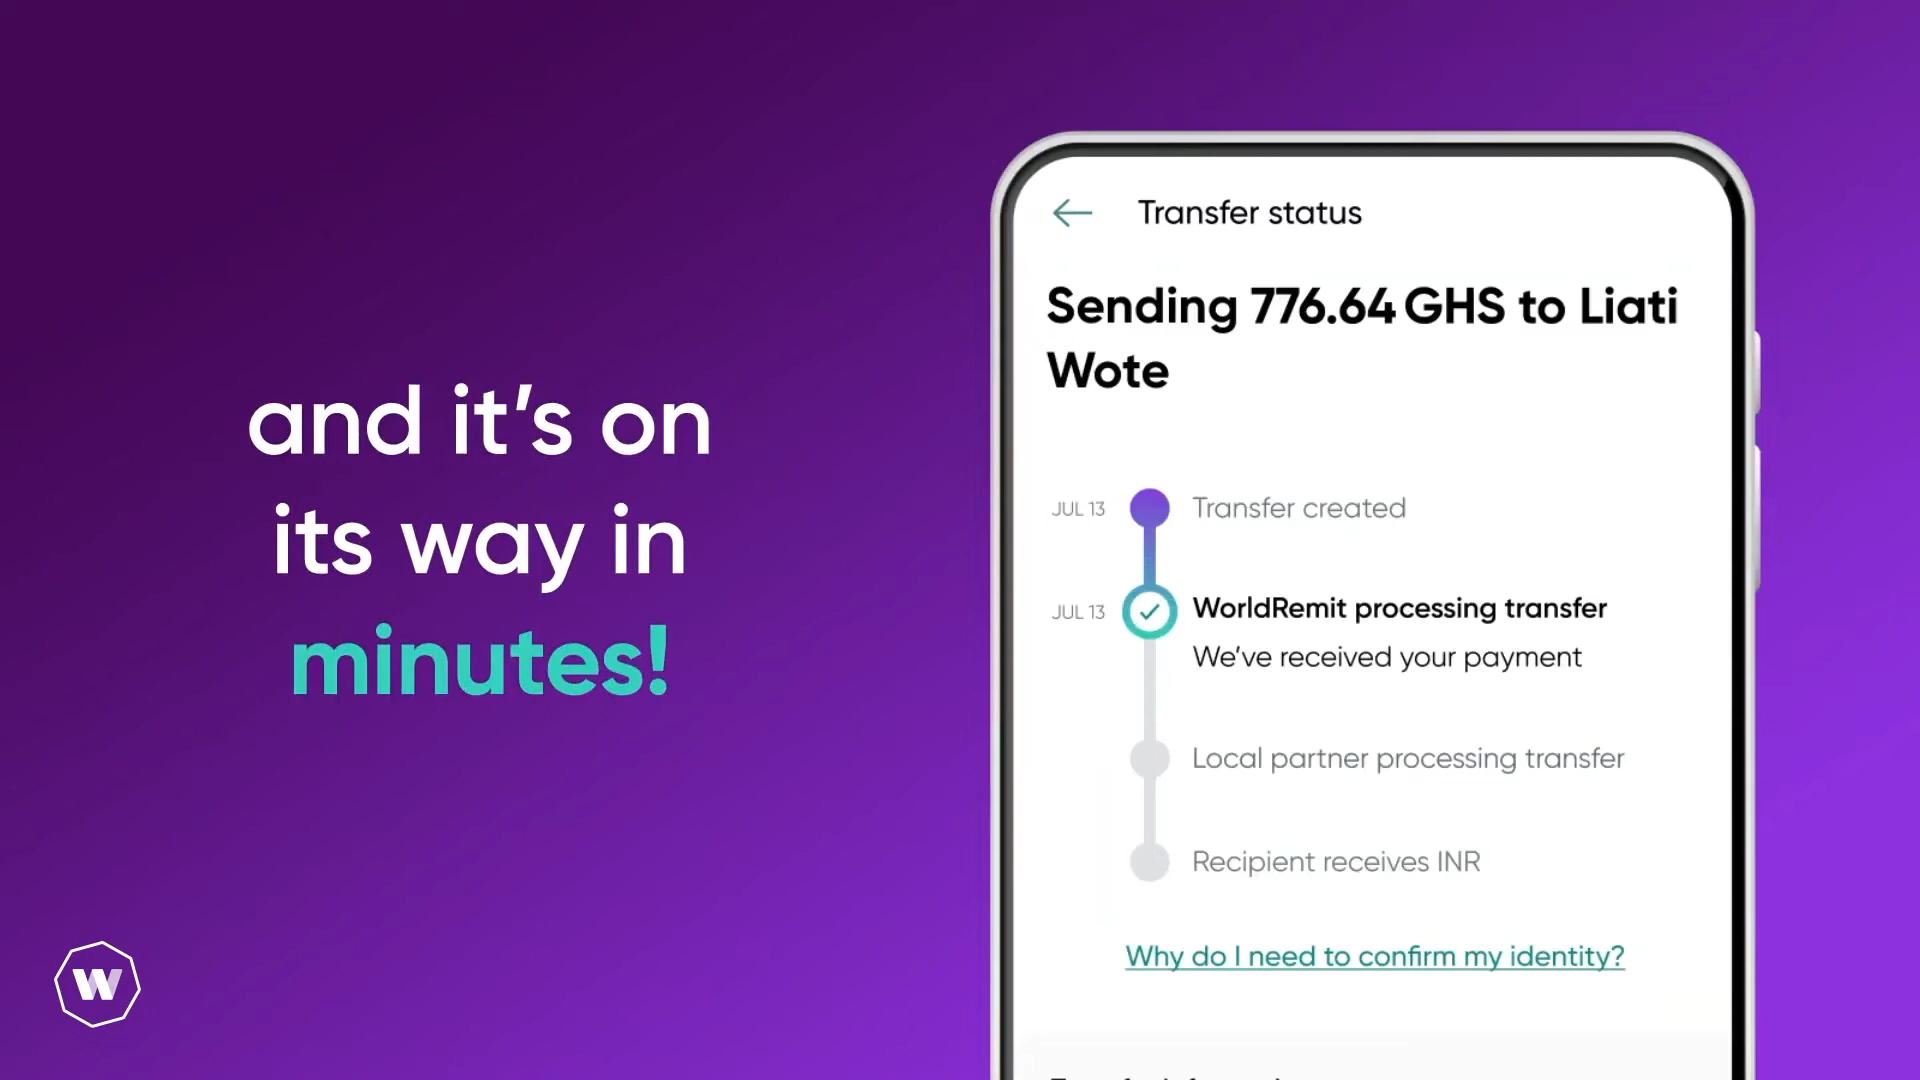 and it’s on
its way in
minutes!
W
Transfer status
Sending 776.64 GHS to Liati
Wote
JUL 13 Transfer created
JUL 13 WorldRemit processing transfer
We’ve received your payment
Local partner processing transfer
Recipient receives INR
Why do I need to confirm my identity?